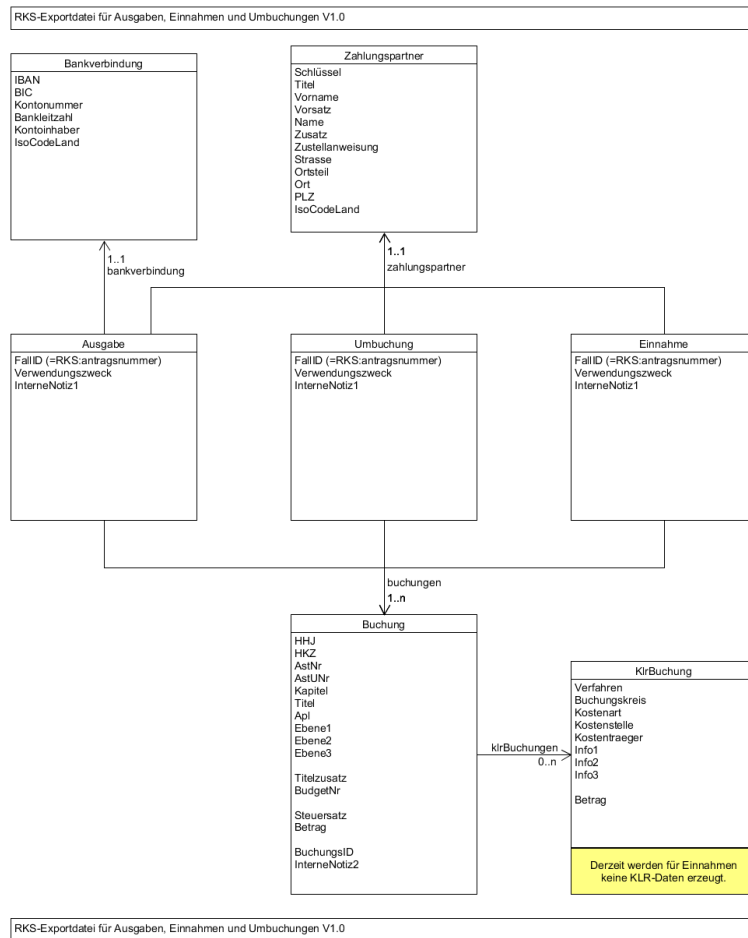 RKS-Exportdatei für Ausgaben, Einnahmen und Umbuchungen V1.0
Bankverbindung
IBAN
BIC
Kontonummer
Bankleitzahl
Kontoinhaber
IsoCodeLand
Zahlungspartner
Schlüssel
Titel
Vorname
Vorsatz
Name
Zusatz
Zustellanweisung
Strasse
Ortsteil
Ort
PLZ
IsoCodeLand
1..1
bankverbindung
1..1
zahlungspartner
Ausgabe
FallID (=RKS:antragsnummer)
Verwendungszweck
InterneNotiz1
Umbuchung
FallID (=RKS:antragsnummer)
Verwendungszweck
InterneNotiz1
Einnahme
FallID (=RKS:antragsnummer)
Verwendungszweck
InterneNotiz1
buchungen
1..n
Buchung
HHJ
HKZ
AstNr
AstUNr
Kapitel
Titel
Apl
Ebene1
Ebene2
Ebene3
Titelzusatz
BudgetNr
Steuersatz
Betrag
BuchungsID
InterneNotiz2
klrBuchungen
0..n
KlrBuchung
Verfahren
Buchungskreis
Kostenart
Kostenstelle
Kostentraeger
Info1
Info2
Info3
Betrag
Derzeit werden für Einnahmen
keine KLR-Daten erzeugt.
RKS-Exportdatei für Ausgaben, Einnahmen und Umbuchungen V1.0